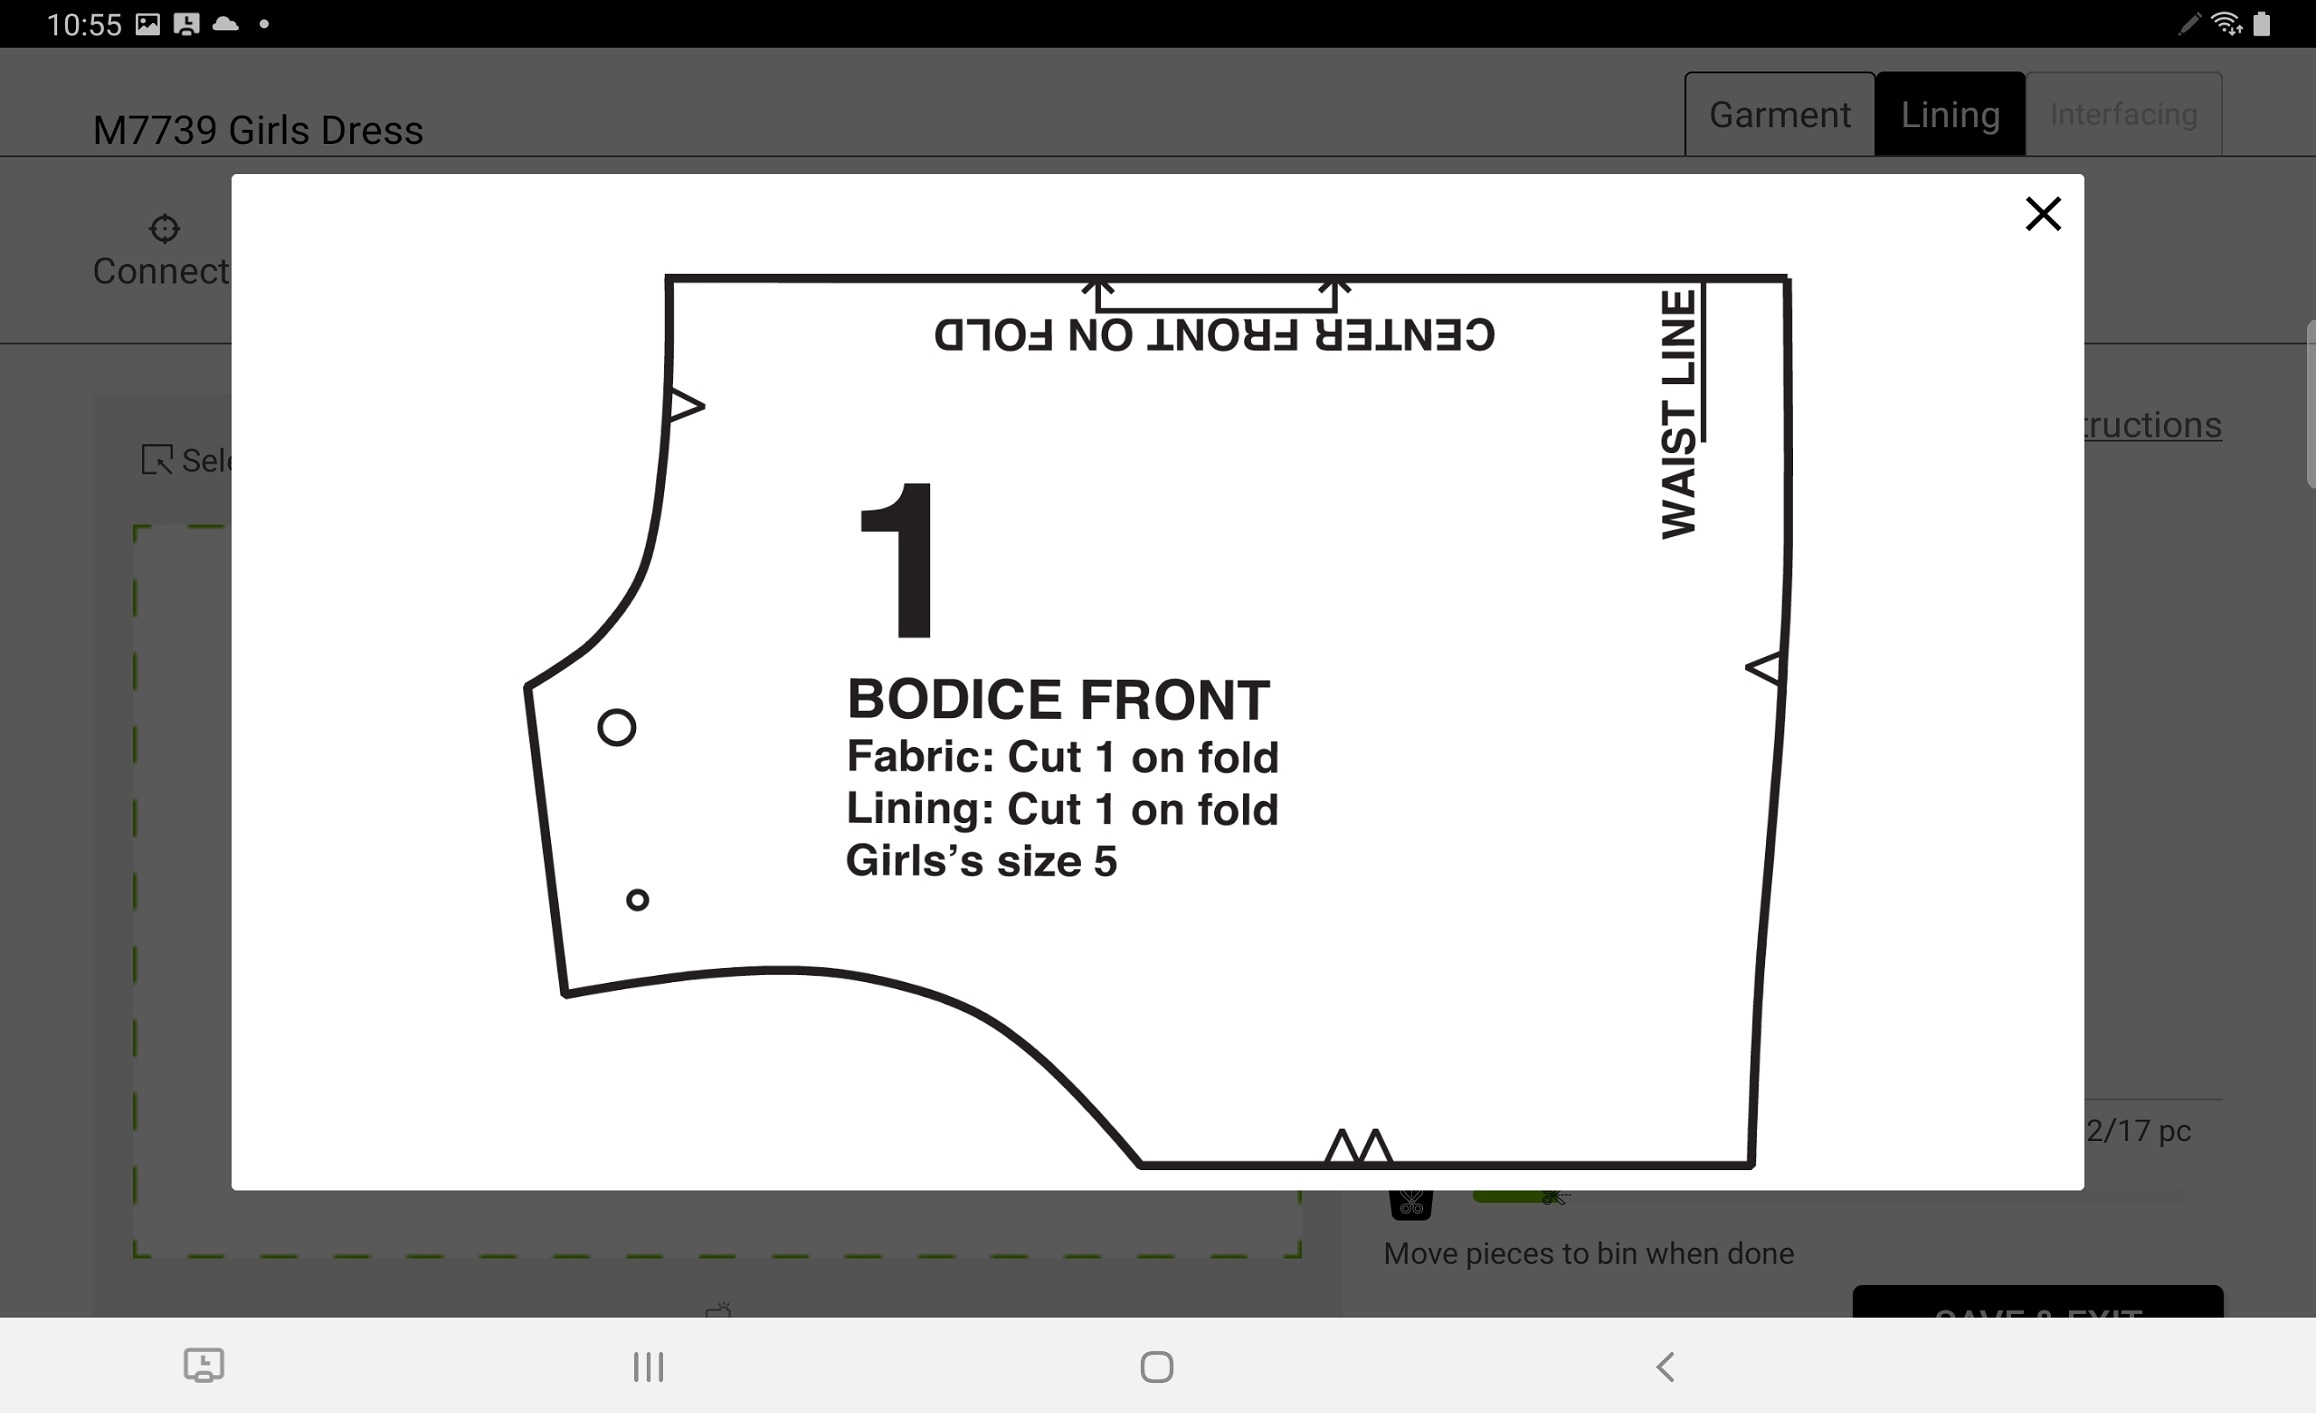 10:55
M7739 Girls Dress
Garment
Lining
Interfacing
Connect
tructions
Sele
CENTER FRONT ON FOLD
WAIST LINE
1
BODICE FRONT
Fabric: Cut 1 on fold
Lining: Cut 1 on fold
Girls’s size 5
2/17 pc
Move pieces to bin when done
SAVE & EXIT